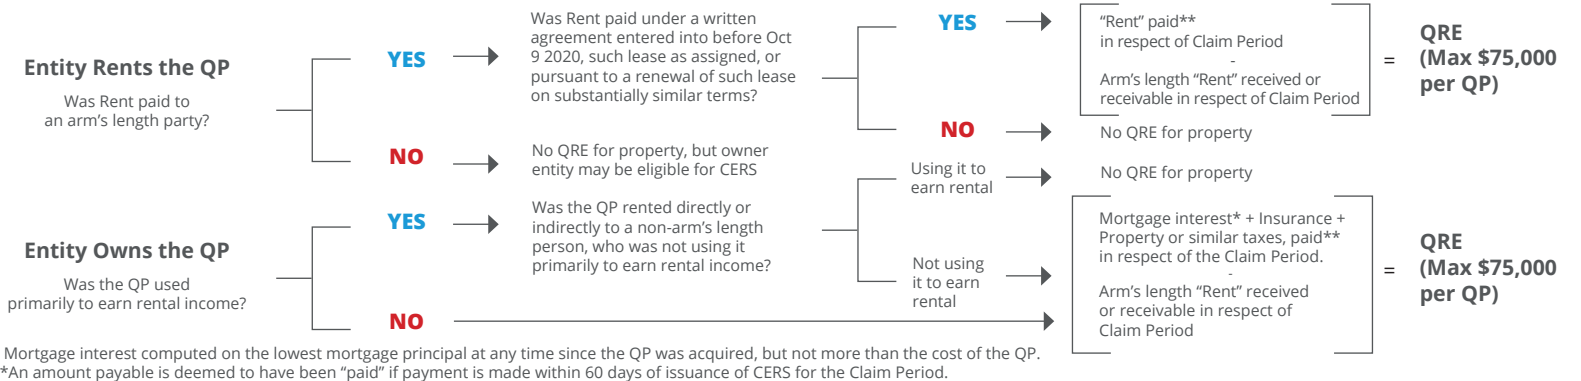 Entity Rents the QP
Was Rent paid to
an arm's length party?
YES
Was Rent paid under a written
agreement entered into before Oct
9 2020, such lease as assigned, or
pursuant to a renewal of such lease
on substantially similar terms?
YES
“Rent” paid**
in respect of Claim Period
-
Arm's length “Rent” received or
receivable in respect of Claim Period
=
QRE
(Max $75,000
per QP)
NO
No QRE for property
NO
No QRE for property, but owner
entity may be eligible for CERS
Entity Owns the QP
Was the QP used
primarily to earn rental income?
YES
Was the QP rented directly or
indirectly to a non-arm's length
person, who was not using it
primarily to earn rental income?
Using it to
earn rental
No QRE for property
Not using
it to earn
rental
Mortgage interest* + Insurance +
Property or similar taxes, paid**
in respect of the Claim Period.
-
Arm's length “Rent” received
or receivable in respect of
Claim Period
=
QRE
(Max $75,000
per QP)
NO
Mortgage interest computed on the lowest mortgage principal at any time since the QP was acquired, but not more than the cost of the QP.
*An amount payable is deemed to have been “paid” if payment is made within 60 days of issuance of CERS for the Claim Period.